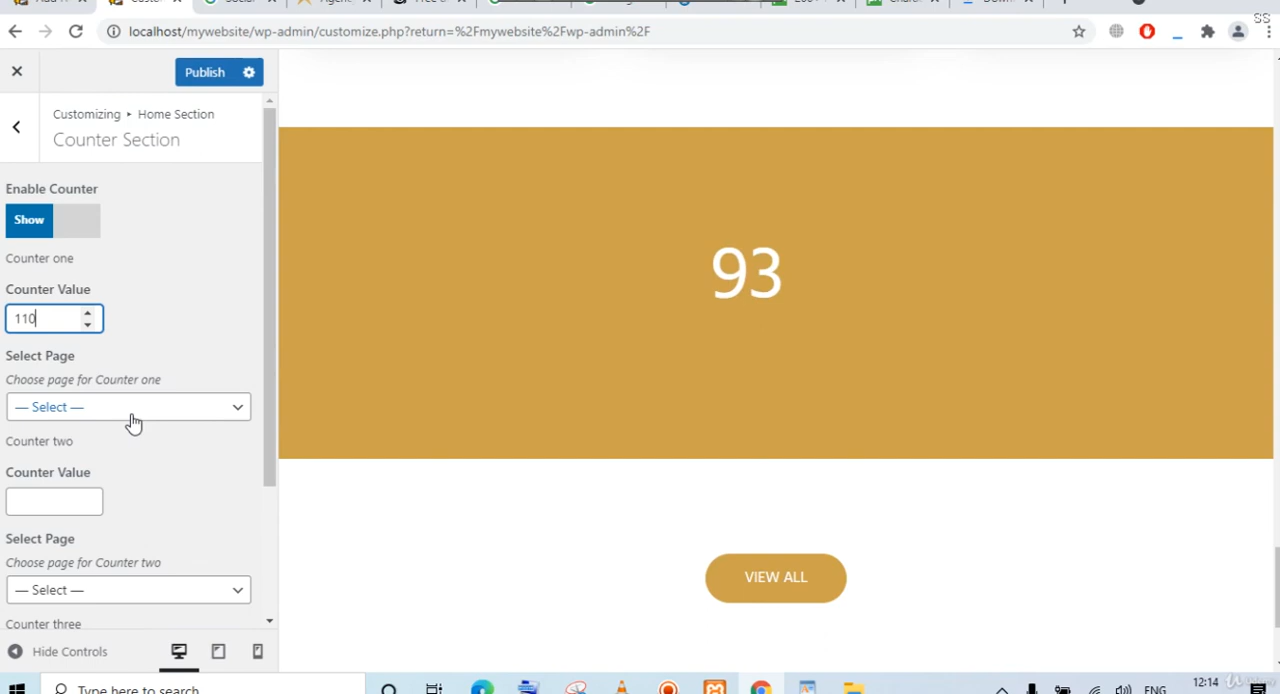 SS
localhost/mywebsite/wp-admin/customize.php?return=%2Fmywebsite%2Fwp-admin%2F
Publish
Customizing ▸ Home Section
Counter Section
Enable Counter
Show
Counter one
Counter Value
110
Select Page
Choose page for Counter one
— Select —
Counter two
Counter Value
Select Page
Choose page for Counter two
— Select —
Counter three
Hide Controls
93
VIEW ALL
Type here to search
ENG
12:14